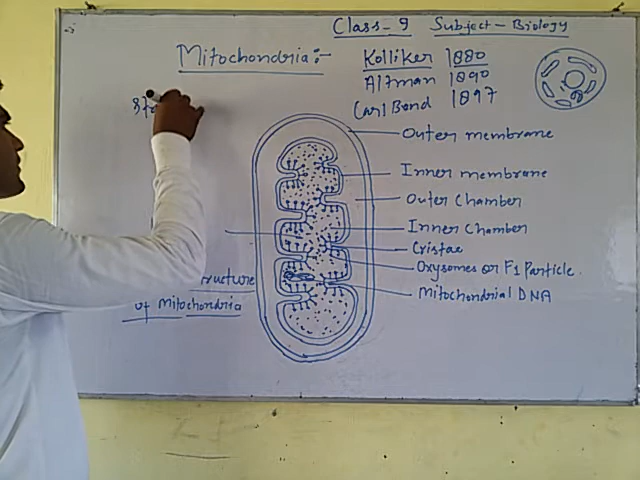 Class-9 Subject-Biology
Mitochondria:-
Kolliker 1880
Altman 1890
Carl Bend 1897
Outer membrane
Inner membrane
Outer Chamber
Inner Chamber
Cristae
Oxysomes or F1 Particle.
Mitochondrial DNA
ructure
of Mitochondria